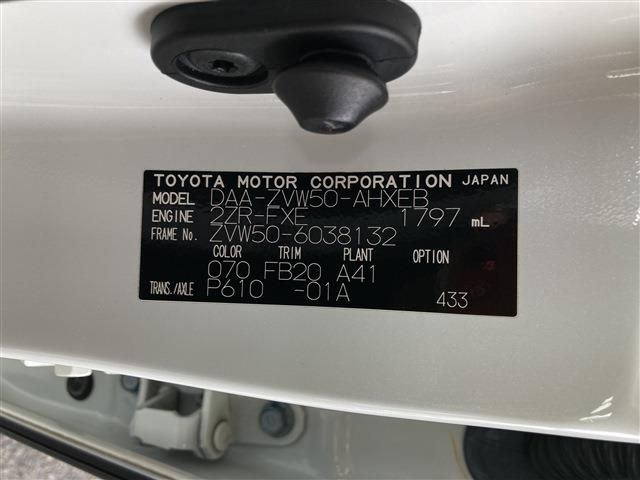 TOYOTA MOTOR CORPORATION JAPAN
MODEL DAA-ZVW50-AHXEB
ENGINE 2ZR-FXE 1797 mL
FRAME No. ZVW50-6038132
COLOR TRIM PLANT OPTION
070 FB20 A41
TRANS./AXLE P610 -01A
433